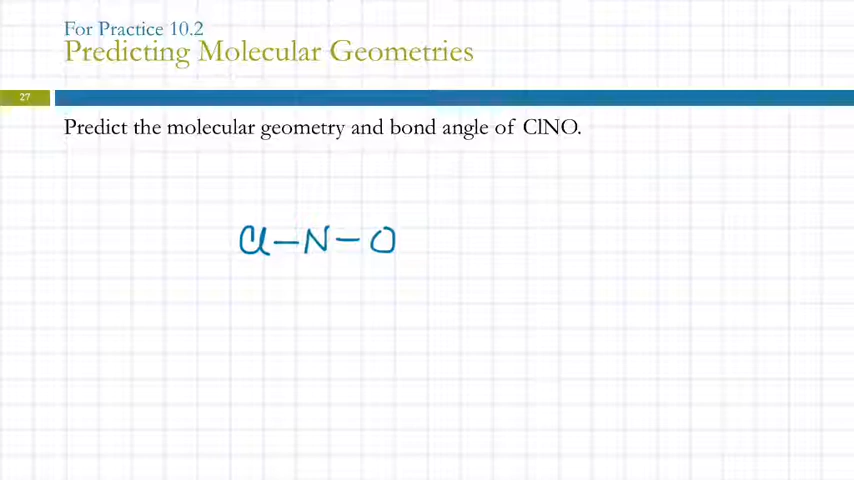 For Practice 10.2
Predicting Molecular Geometries
27
Predict the molecular geometry and bond angle of ClNO.
Cl–N–O